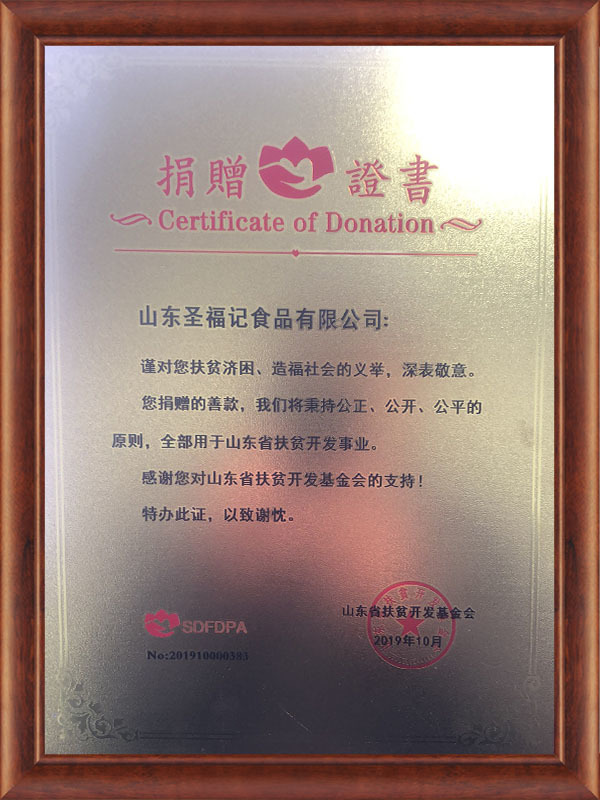 捐贈 證書
Certificate of Donation
山东圣福记食品有限公司:
谨对您扶贫济困、造福社会的义举，深表敬意。
您捐赠的善款，我们将秉持公正、公开、公平的
原则，全部用于山东省扶贫开发事业。
感谢您对山东省扶贫开发基金会的支持！
特办此证，以致谢忱。
SDFDPA
No:201910000383
山东省扶贫开发基金会
2019年10月